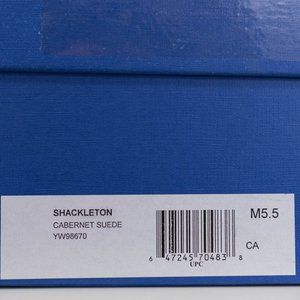 SHACKLETON
CABERNET SUEDE
YW98670
6 47245 70483 8
UPC
M5.5
CA